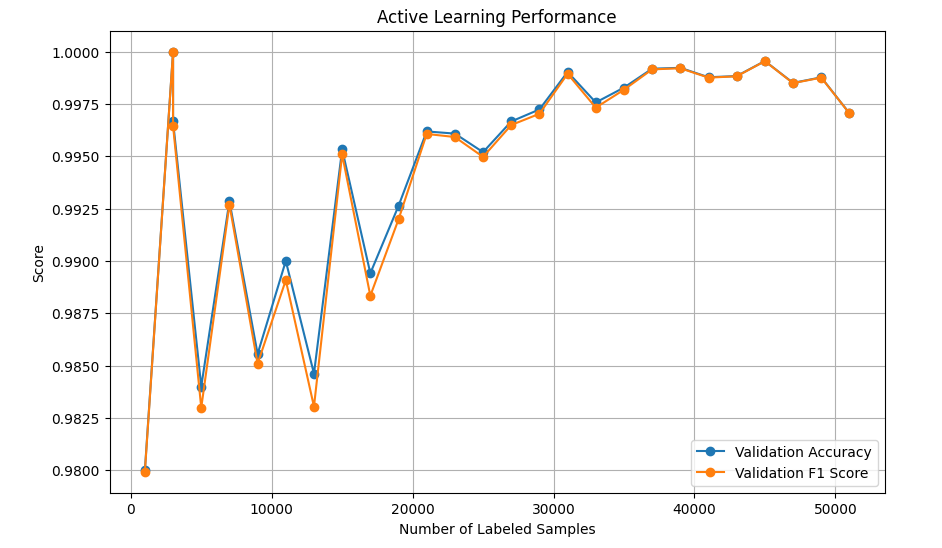 Active Learning Performance
1.0000
0.9975
0.9950
0.9925
0.9900
0.9875
0.9850
0.9825
0.9800
Score
Validation Accuracy
Validation F1 Score
0 10000 20000 30000 40000 50000
Number of Labeled Samples